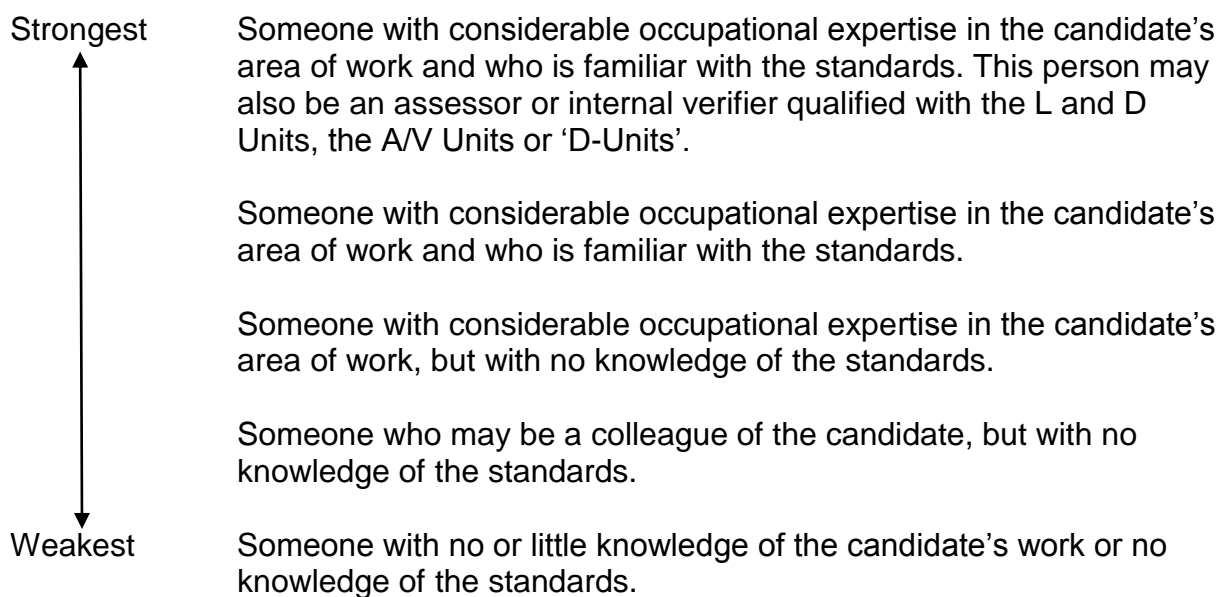 Strongest Someone with considerable occupational expertise in the candidate’s
area of work and who is familiar with the standards. This person may
also be an assessor or internal verifier qualified with the L and D
Units, the A/V Units or ‘D-Units’.
Someone with considerable occupational expertise in the candidate’s
area of work and who is familiar with the standards.
Someone with considerable occupational expertise in the candidate’s
area of work, but with no knowledge of the standards.
Someone who may be a colleague of the candidate, but with no
knowledge of the standards.
Weakest Someone with no or little knowledge of the candidate’s work or no
knowledge of the standards.